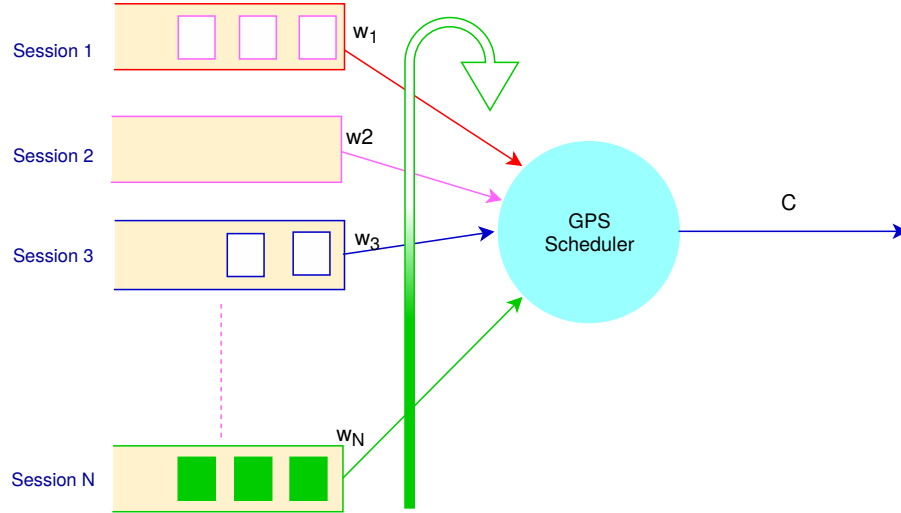 Session 1
w1
Session 2
w2
Session 3
w3
GPS
Scheduler
C
Session N
wN